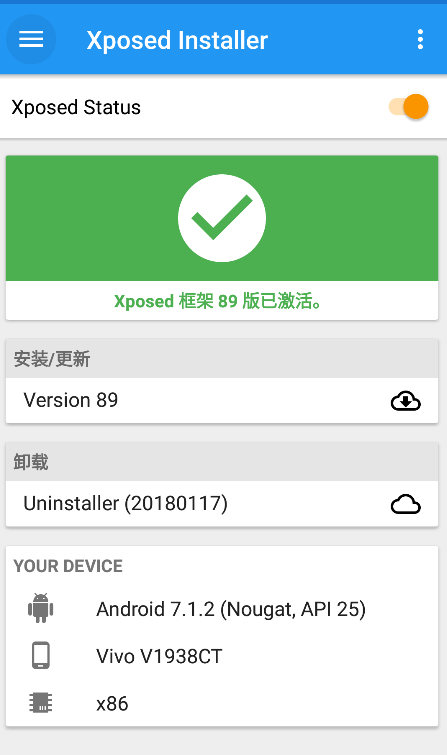 Xposed Installer
Xposed Status
Xposed 框架 89 版已激活。
安装/更新
Version 89
卸载
Uninstaller (20180117)
YOUR DEVICE
Android 7.1.2 (Nougat, API 25)
Vivo V1938CT
x86